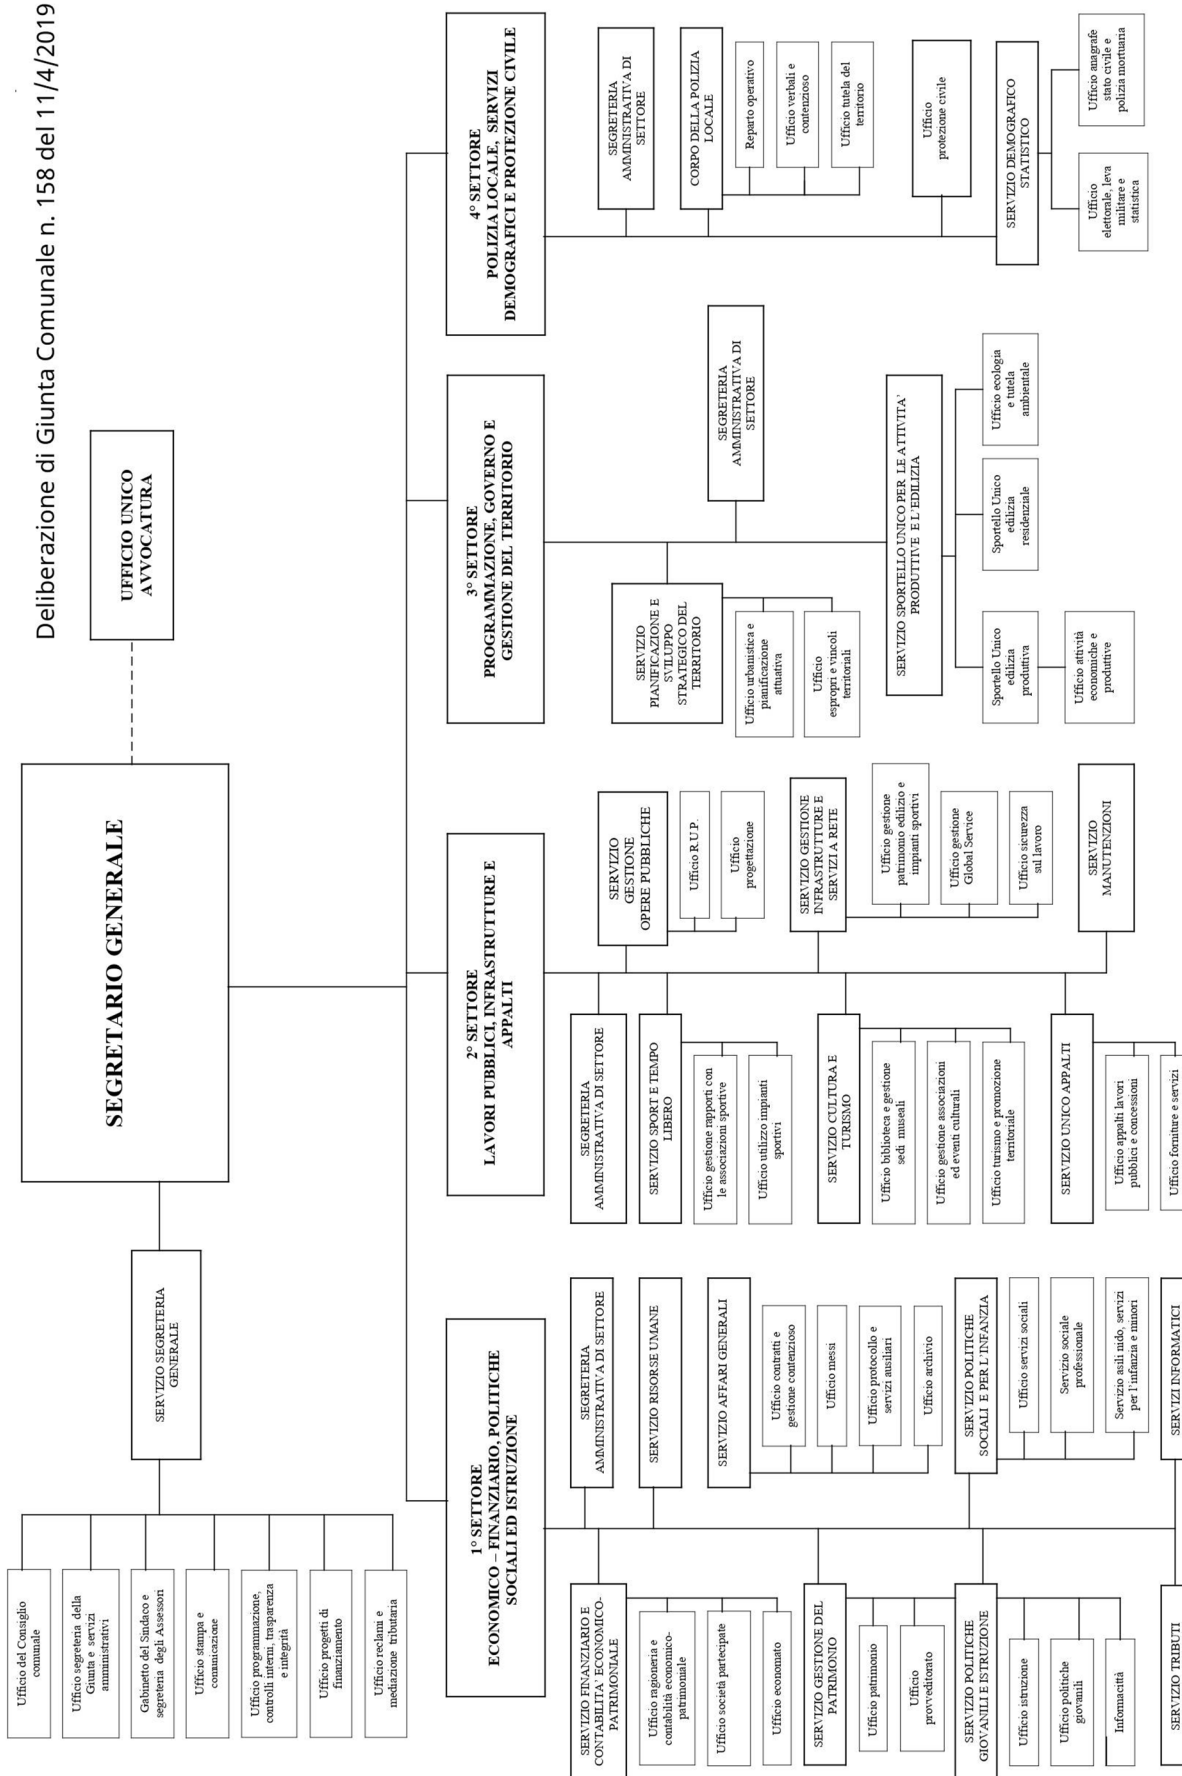 Deliberazione di Giunta Comunale n. 158 del 11/4/2019
SEGRETARIO GENERALE
UFFICIO UNICO
AVVOCATURA
SERVIZIO SEGRETERIA
GENERALE
Ufficio del Consiglio
comunale
Ufficio segreteria della
Giunta e servizi
amministrativi
Gabinetto del Sindaco e
segreteria degli Assessori
Ufficio stampa e
comunicazione
Ufficio programmazione,
controlli interni, trasparenza
e integrità
Ufficio progetti di
finanziamento
Ufficio reclami e
mediazione tributaria
1° SETTORE
ECONOMICO – FINANZIARIO, POLITICHE
SOCIALI ED ISTRUZIONE
SERVIZIO FINANZIARIO E
CONTABILITA' ECONOMICO-
PATRIMONIALE
Ufficio ragioneria e
contabilità economico-
patrimoniale
Ufficio società partecipate
Ufficio economato
SERVIZIO GESTIONE DEL
PATRIMONIO
Ufficio patrimonio
Ufficio
provveditorato
SERVIZIO POLITICHE
GIOVANILI E ISTRUZIONE
Ufficio istruzione
Ufficio politiche
giovanili
Informacittà
SERVIZIO TRIBUTI
SEGRETERIA
AMMINISTRATIVA DI SETTORE
SERVIZIO RISORSE UMANE
SERVIZIO AFFARI GENERALI
Ufficio contratti e
gestione contenzioso
Ufficio messi
Ufficio protocollo e
servizi ausiliari
Ufficio archivio
SERVIZIO POLITICHE
SOCIALI E PER L'INFANZIA
Ufficio servizi sociali
Servizio sociale
professionale
Servizio asili nido, servizi
per l'infanzia e minori
SERVIZI INFORMATICI
2° SETTORE
LAVORI PUBBLICI, INFRASTRUTTURE E
APPALTI
SEGRETERIA
AMMINISTRATIVA DI SETTORE
SERVIZIO SPORT E TEMPO
LIBERO
Ufficio gestione rapporti con
le associazioni sportive
Ufficio utilizzo impianti
sportivi
SERVIZIO CULTURA E
TURISMO
Ufficio biblioteca e gestione
sedi museali
Ufficio gestione associazioni
ed eventi culturali
Ufficio turismo e promozione
territoriale
SERVIZIO UNICO APPALTI
Ufficio appalti lavori
pubblici e concessioni
Ufficio forniture e servizi
SERVIZIO
GESTIONE
OPERE PUBBLICHE
Ufficio R.U.P.
Ufficio
progettazione
SERVIZIO GESTIONE
INFRASTRUTTURE E
SERVIZI A RETE
Ufficio gestione
patrimonio edilizio e
impianti sportivi
Ufficio gestione
Global Service
Ufficio sicurezza
sul lavoro
SERVIZIO
MANUTENZIONI
3° SETTORE
PROGRAMMAZIONE, GOVERNO E
GESTIONE DEL TERRITORIO
SERVIZIO
PIANIFICAZIONE E
SVILUPPO
STRATEGICO DEL
TERRITORIO
Ufficio urbanistica e
pianificazione
attuativa
Ufficio
espropri e vincoli
territoriali
SEGRETERIA
AMMINISTRATIVA DI
SETTORE
SERVIZIO SPORTELLO UNICO PER LE ATTIVITA'
PRODUTTIVE E L'EDILIZIA
Sportello Unico
edilizia
produttiva
Ufficio attività
economiche e
produttive
Sportello Unico
edilizia
residenziale
Ufficio ecologia
e tutela
ambientale
4° SETTORE
POLIZIA LOCALE, SERVIZI
DEMOGRAFICI E PROTEZIONE CIVILE
SEGRETERIA
AMMINISTRATIVA DI
SETTORE
CORPO DELLA POLIZIA
LOCALE
Reparto operativo
Ufficio verbali e
contenzioso
Ufficio tutela del
territorio
Ufficio
protezione civile
SERVIZIO DEMOGRAFICO
STATISTICO
Ufficio
elettorale, leva
militare e
statistica
Ufficio anagrafe
stato civile e
polizia mortuaria